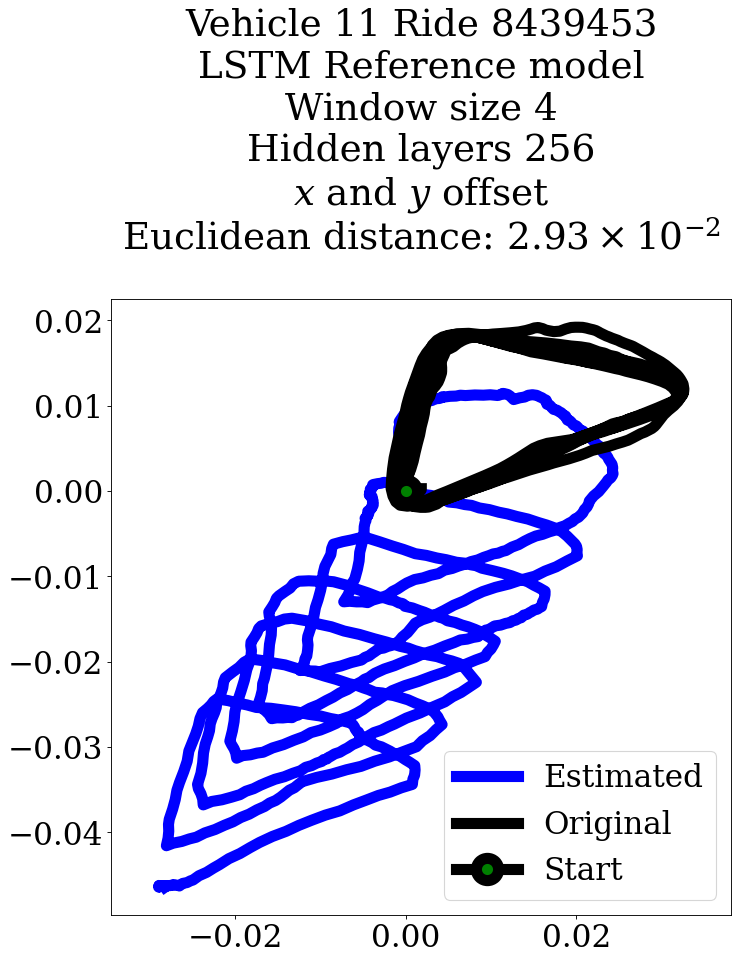 Vehicle 11 Ride 8439453
LSTM Reference model
Window size 4
Hidden layers 256
x and y offset
Euclidean distance: 2.93 × 10⁻²
0.02
0.01
0.00
−0.01
−0.02
−0.03
−0.04
Estimated
Original
Start
−0.02 0.00 0.02